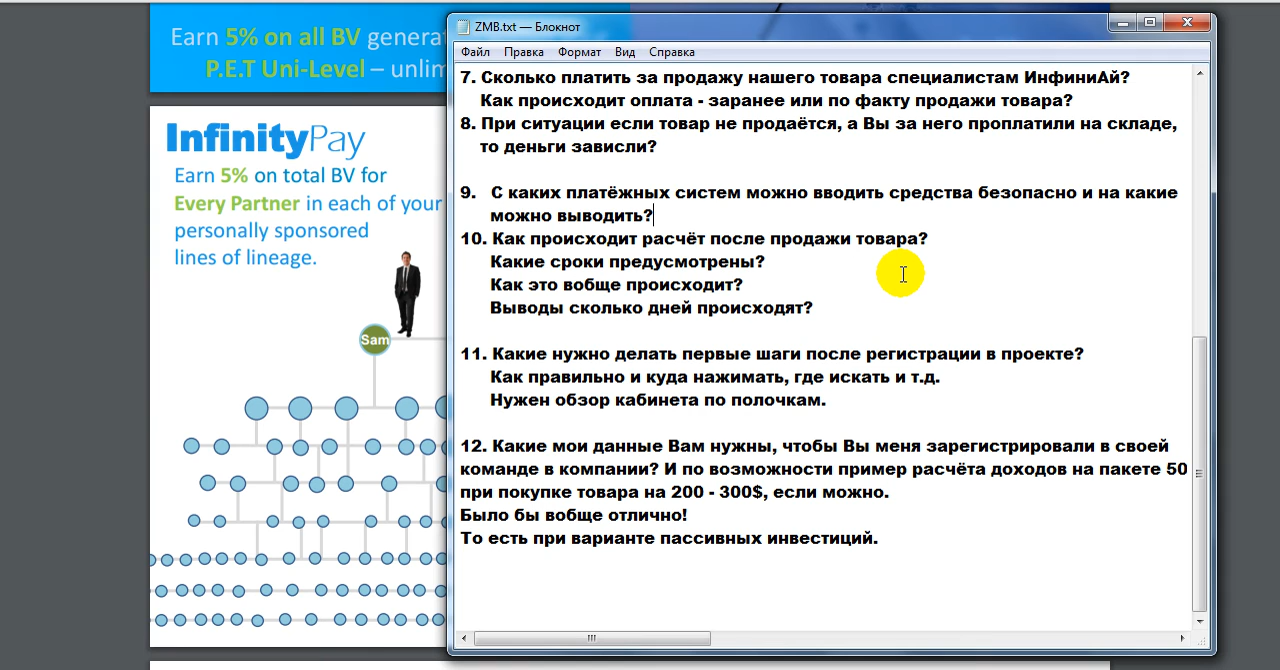 Earn 5% on all BV genera
P.E.T Uni-Level – unlim
InfinityPay
Earn 5% on total BV for
Every Partner in each of your
personally sponsored
lines of lineage.
Sam
ZMB.txt — Блокнот
Файл Правка Формат Вид Справка
7. Сколько платить за продажу нашего товара специалистам ИнфиниАй?
Как происходит оплата - заранее или по факту продажи товара?
8. При ситуации если товар не продаётся, а Вы за него проплатили на складе,
то деньги зависли?
9. С каких платёжных систем можно вводить средства безопасно и на какие
можно выводить?
10. Как происходит расчёт после продажи товара?
Какие сроки предусмотрены?
Как это вобще происходит?
Выводы сколько дней происходят?
11. Какие нужно делать первые шаги после регистрации в проекте?
Как правильно и куда нажимать, где искать и т.д.
Нужен обзор кабинета по полочкам.
12. Какие мои данные Вам нужны, чтобы Вы меня зарегистрировали в своей
команде в компании? И по возможности пример расчёта доходов на пакете 50
при покупке товара на 200 - 300$, если можно.
Было бы вобще отлично!
То есть при варианте пассивных инвестиций.